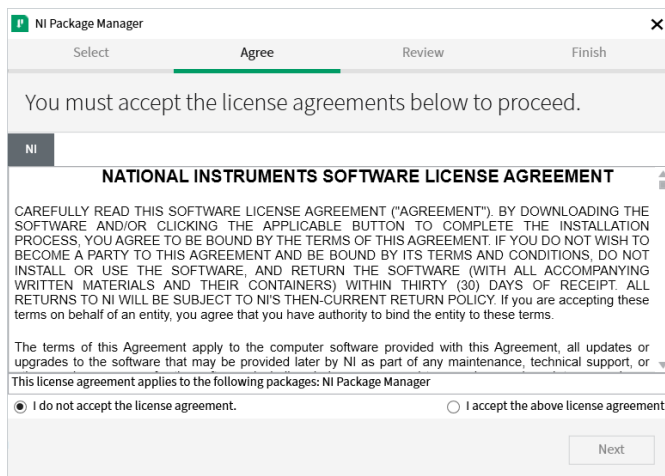 NI Package Manager
Select Agree Review Finish
You must accept the license agreements below to proceed.
NI
NATIONAL INSTRUMENTS SOFTWARE LICENSE AGREEMENT
CAREFULLY READ THIS SOFTWARE LICENSE AGREEMENT ("AGREEMENT"). BY DOWNLOADING THE
SOFTWARE AND/OR CLICKING THE APPLICABLE BUTTON TO COMPLETE THE INSTALLATION
PROCESS, YOU AGREE TO BE BOUND BY THE TERMS OF THIS AGREEMENT. IF YOU DO NOT WISH TO
BECOME A PARTY TO THIS AGREEMENT AND BE BOUND BY ITS TERMS AND CONDITIONS, DO NOT
INSTALL OR USE THE SOFTWARE, AND RETURN THE SOFTWARE (WITH ALL ACCOMPANYING
WRITTEN MATERIALS AND THEIR CONTAINERS) WITHIN THIRTY (30) DAYS OF RECEIPT. ALL
RETURNS TO NI WILL BE SUBJECT TO NI'S THEN-CURRENT RETURN POLICY. If you are accepting these
terms on behalf of an entity, you agree that you have authority to bind the entity to these terms.
The terms of this Agreement apply to the computer software provided with this Agreement, all updates or
upgrades to the software that may be provided later by NI as part of any maintenance, technical support, or
This license agreement applies to the following packages: NI Package Manager
I do not accept the license agreement. I accept the above license agreement
Next